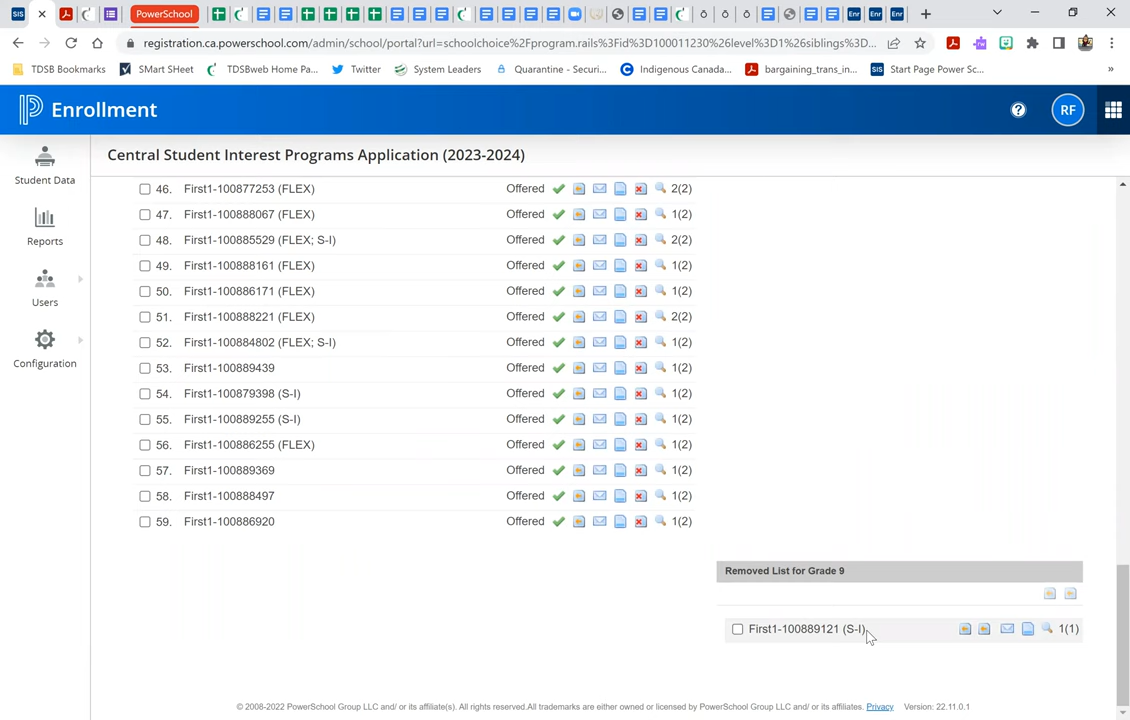 SIS
PowerSchool
Enr
Enr
Enr
registration.ca.powerschool.com/admin/school/portal?url=schoolchoice%2Fprogram.rails%3Fid%3D100011230%26level%3D1%26siblings%3D...
TDSB Bookmarks
SMart SHeet
TDSBweb Home Pa...
Twitter
System Leaders
Quarantine - Securi...
Indigenous Canada...
bargaining_trans_in...
SIS
Start Page Power Sc...
»
Enrollment
RF
Central Student Interest Programs Application (2023-2024)
Student Data
Reports
Users
Configuration
46. First1-100877253 (FLEX) Offered 2(2)
47. First1-100888067 (FLEX) Offered 1(2)
48. First1-100885529 (FLEX; S-I) Offered 2(2)
49. First1-100888161 (FLEX) Offered 1(2)
50. First1-100886171 (FLEX) Offered 1(2)
51. First1-100888221 (FLEX) Offered 2(2)
52. First1-100884802 (FLEX; S-I) Offered 1(2)
53. First1-100889439 Offered 1(2)
54. First1-100879398 (S-I) Offered 1(2)
55. First1-100889255 (S-I) Offered 1(2)
56. First1-100886255 (FLEX) Offered 1(2)
57. First1-100889369 Offered 1(2)
58. First1-100888497 Offered 1(2)
59. First1-100886920 Offered 1(2)
Removed List for Grade 9
First1-100889121 (S-I) 1(1)
© 2008-2022 PowerSchool Group LLC and/ or its affiliate(s). All rights reserved.All trademarks are either owned or licensed by PowerSchool Group LLC and/ or its affiliates. Privacy Version: 22.11.0.1